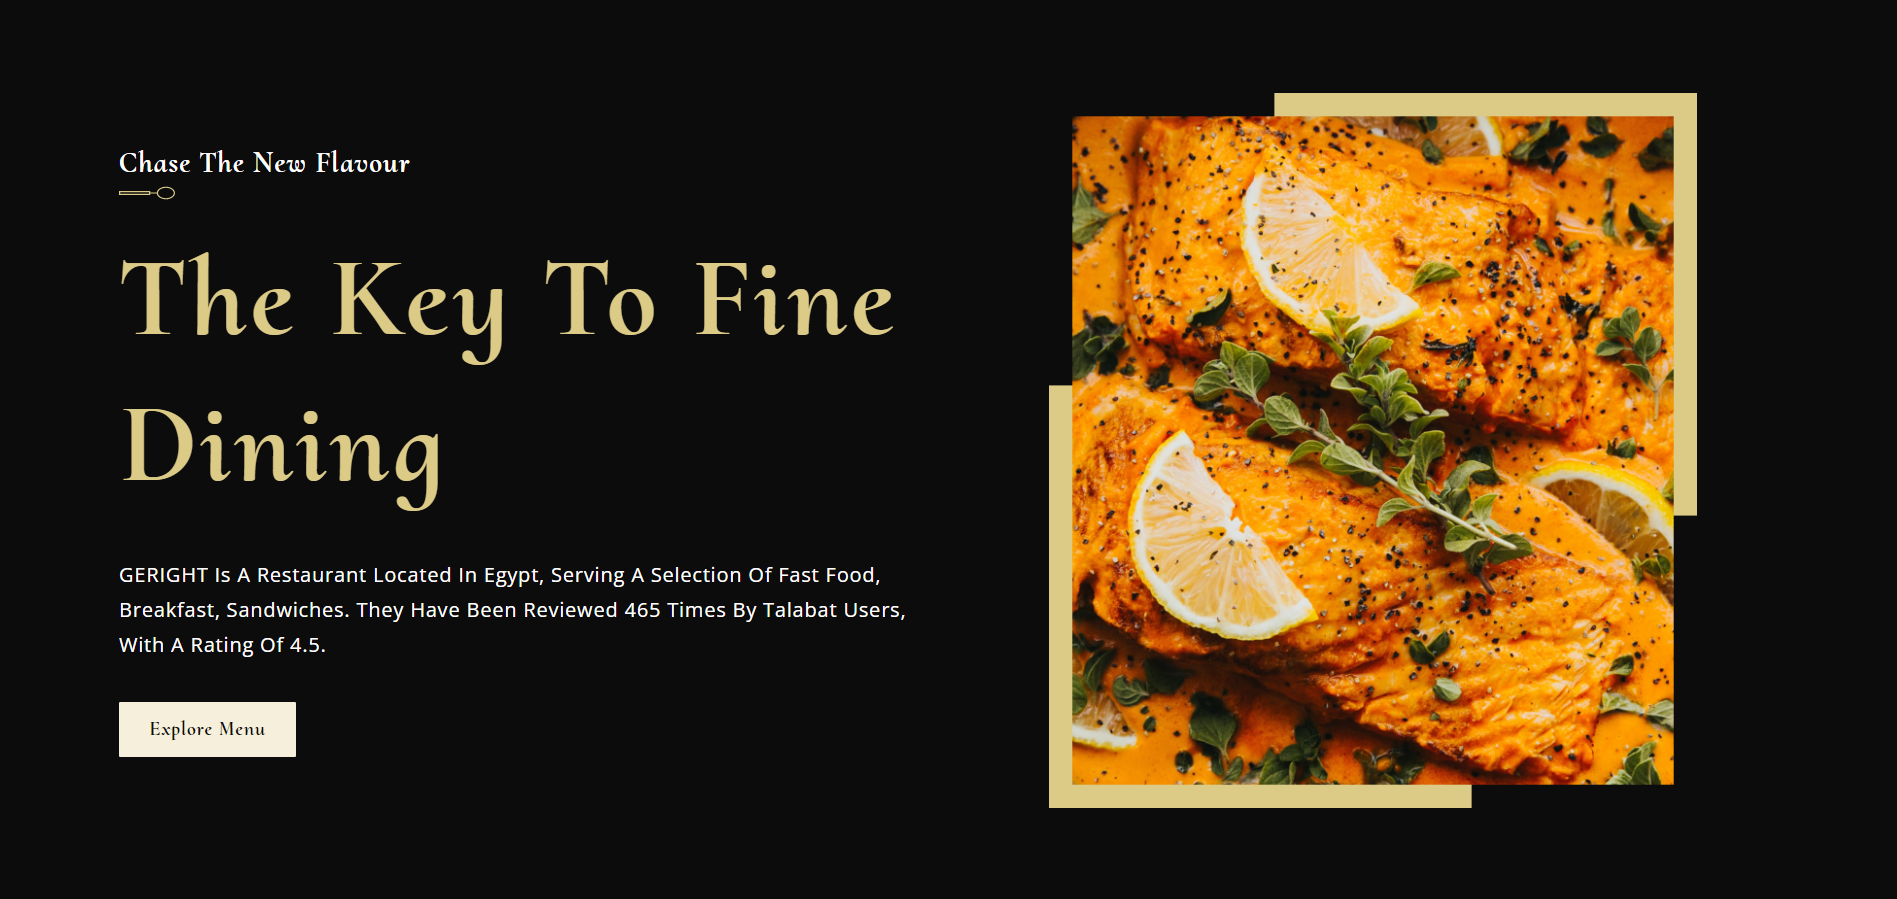 Chase The New Flavour
The Key To Fine
Dining
GERIGHT Is A Restaurant Located In Egypt, Serving A Selection Of Fast Food,
Breakfast, Sandwiches. They Have Been Reviewed 465 Times By Talabat Users,
With A Rating Of 4.5.
Explore Menu